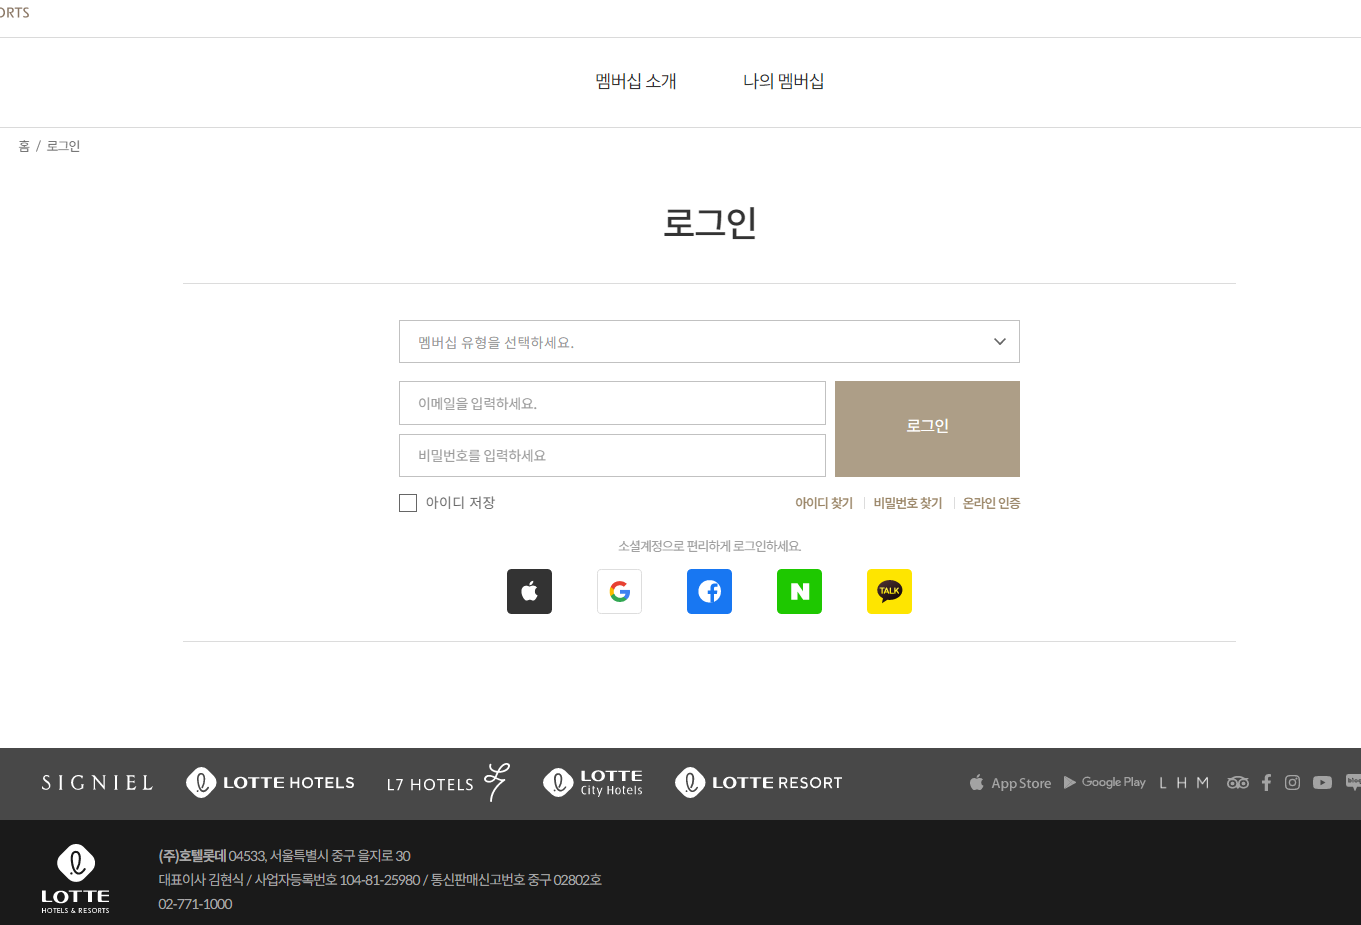 ORTS
멤버십 소개 나의 멤버십
홈 / 로그인
로그인
멤버십 유형을 선택하세요.
이메일을 입력하세요.
로그인
비밀번호를 입력하세요
아이디 저장 아이디 찾기 비밀번호 찾기 온라인 인증
소셜계정으로 편리하게 로그인하세요.
G f N TALK
SIGNIEL LOTTE HOTELS L7 HOTELS LOTTE City Hotels LOTTE RESORT App Store Google Play L H M blog
(주)호텔롯데 04533, 서울특별시 중구 을지로 30
대표이사 김현식 / 사업자등록번호 104-81-25980 / 통신판매신고번호 중구 02802호
02-771-1000
LOTTE
HOTELS & RESORTS